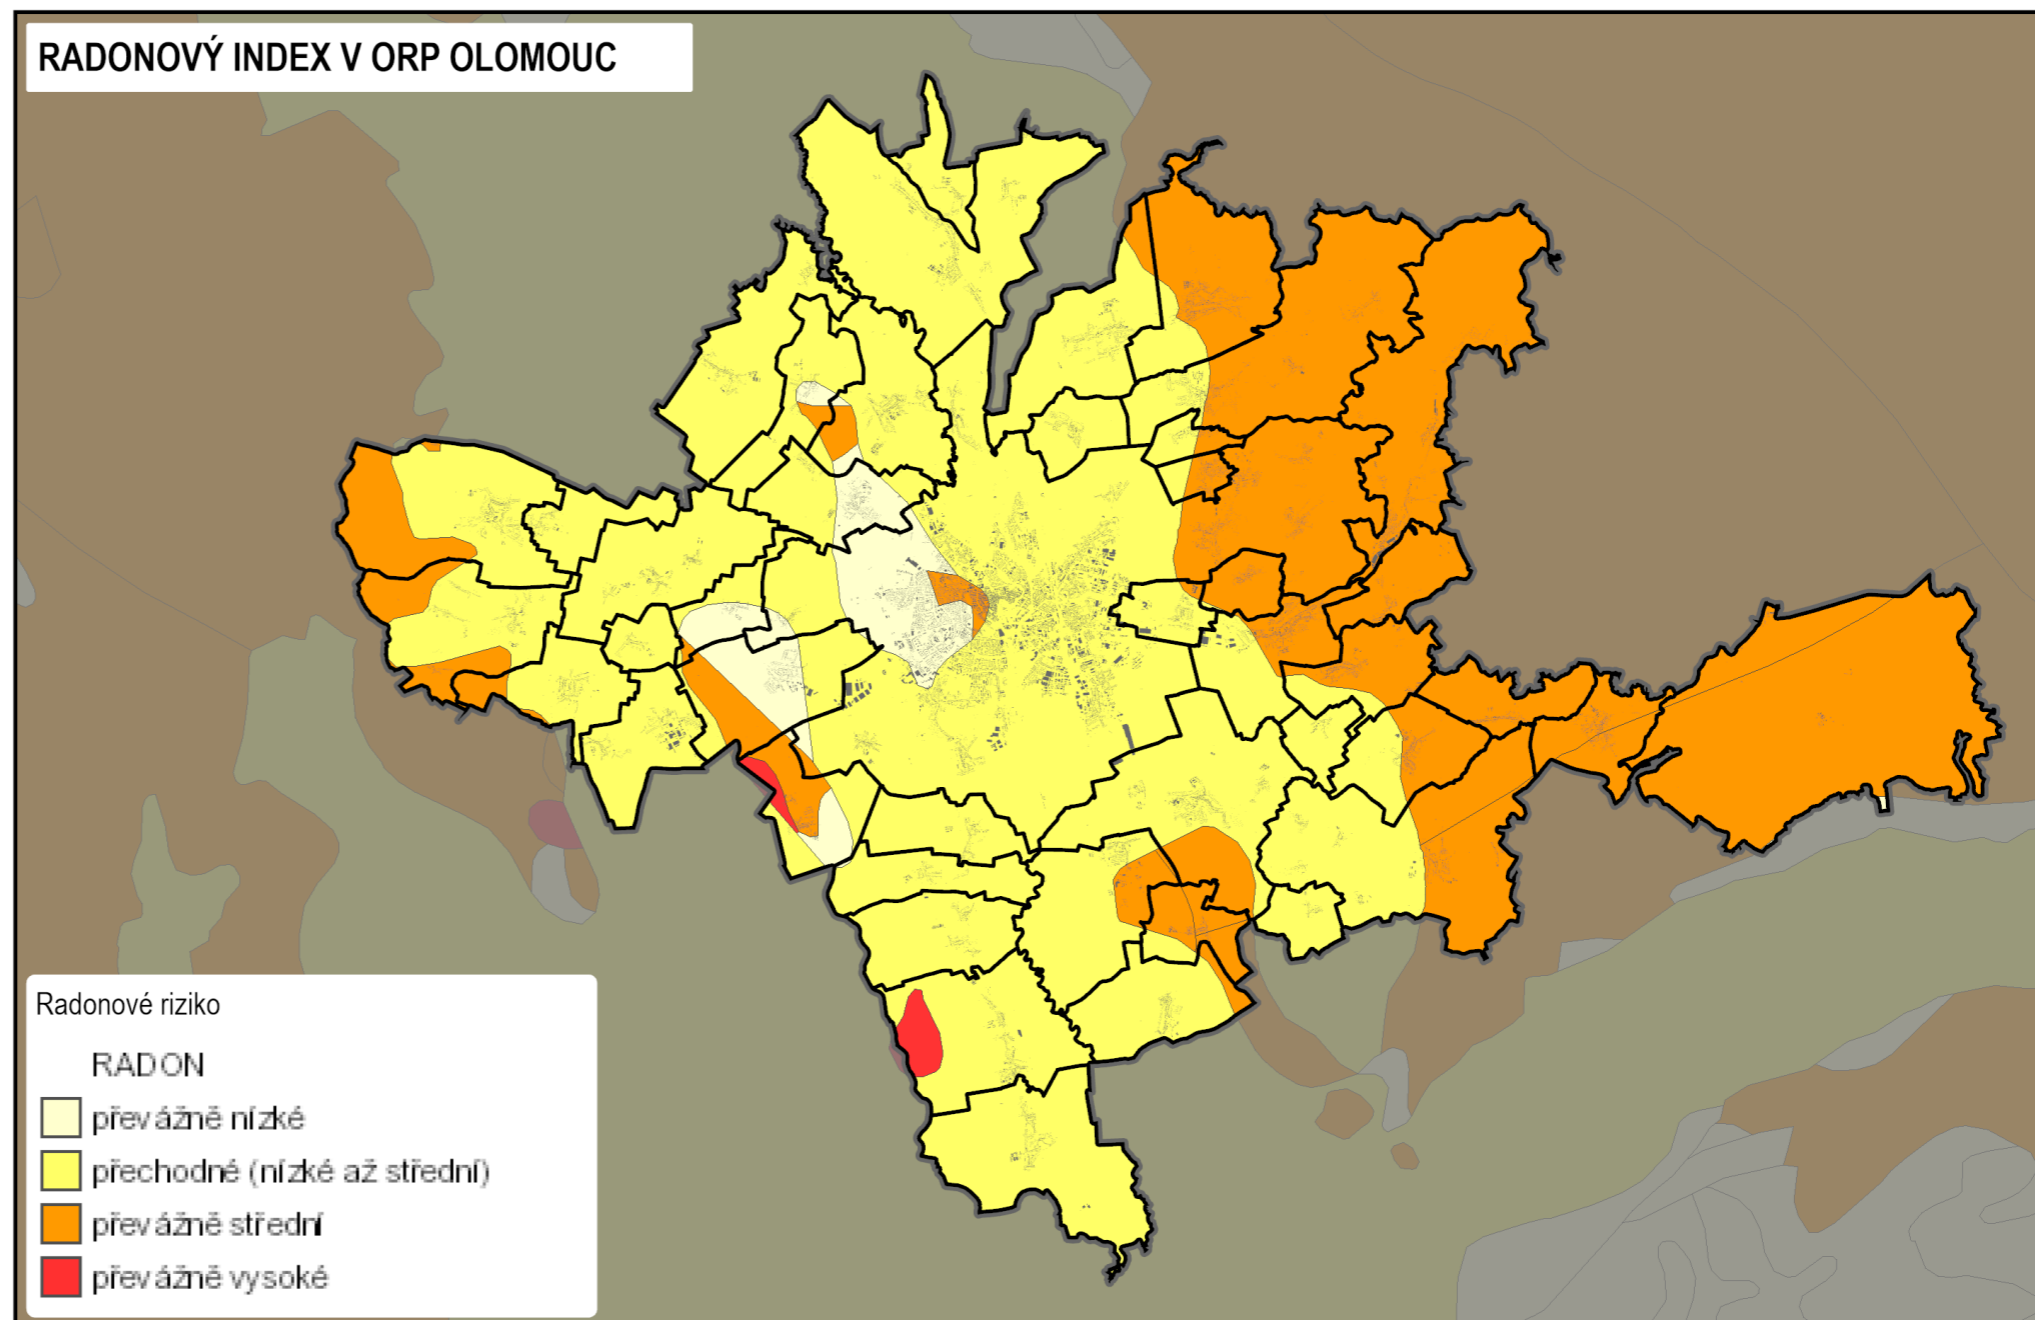 RADONOVÝ INDEX V ORP OLOMOUC
Radonové riziko
RADON
převážně nízké
přechodné (nízké až střední)
převážně střední
převážně vysoké